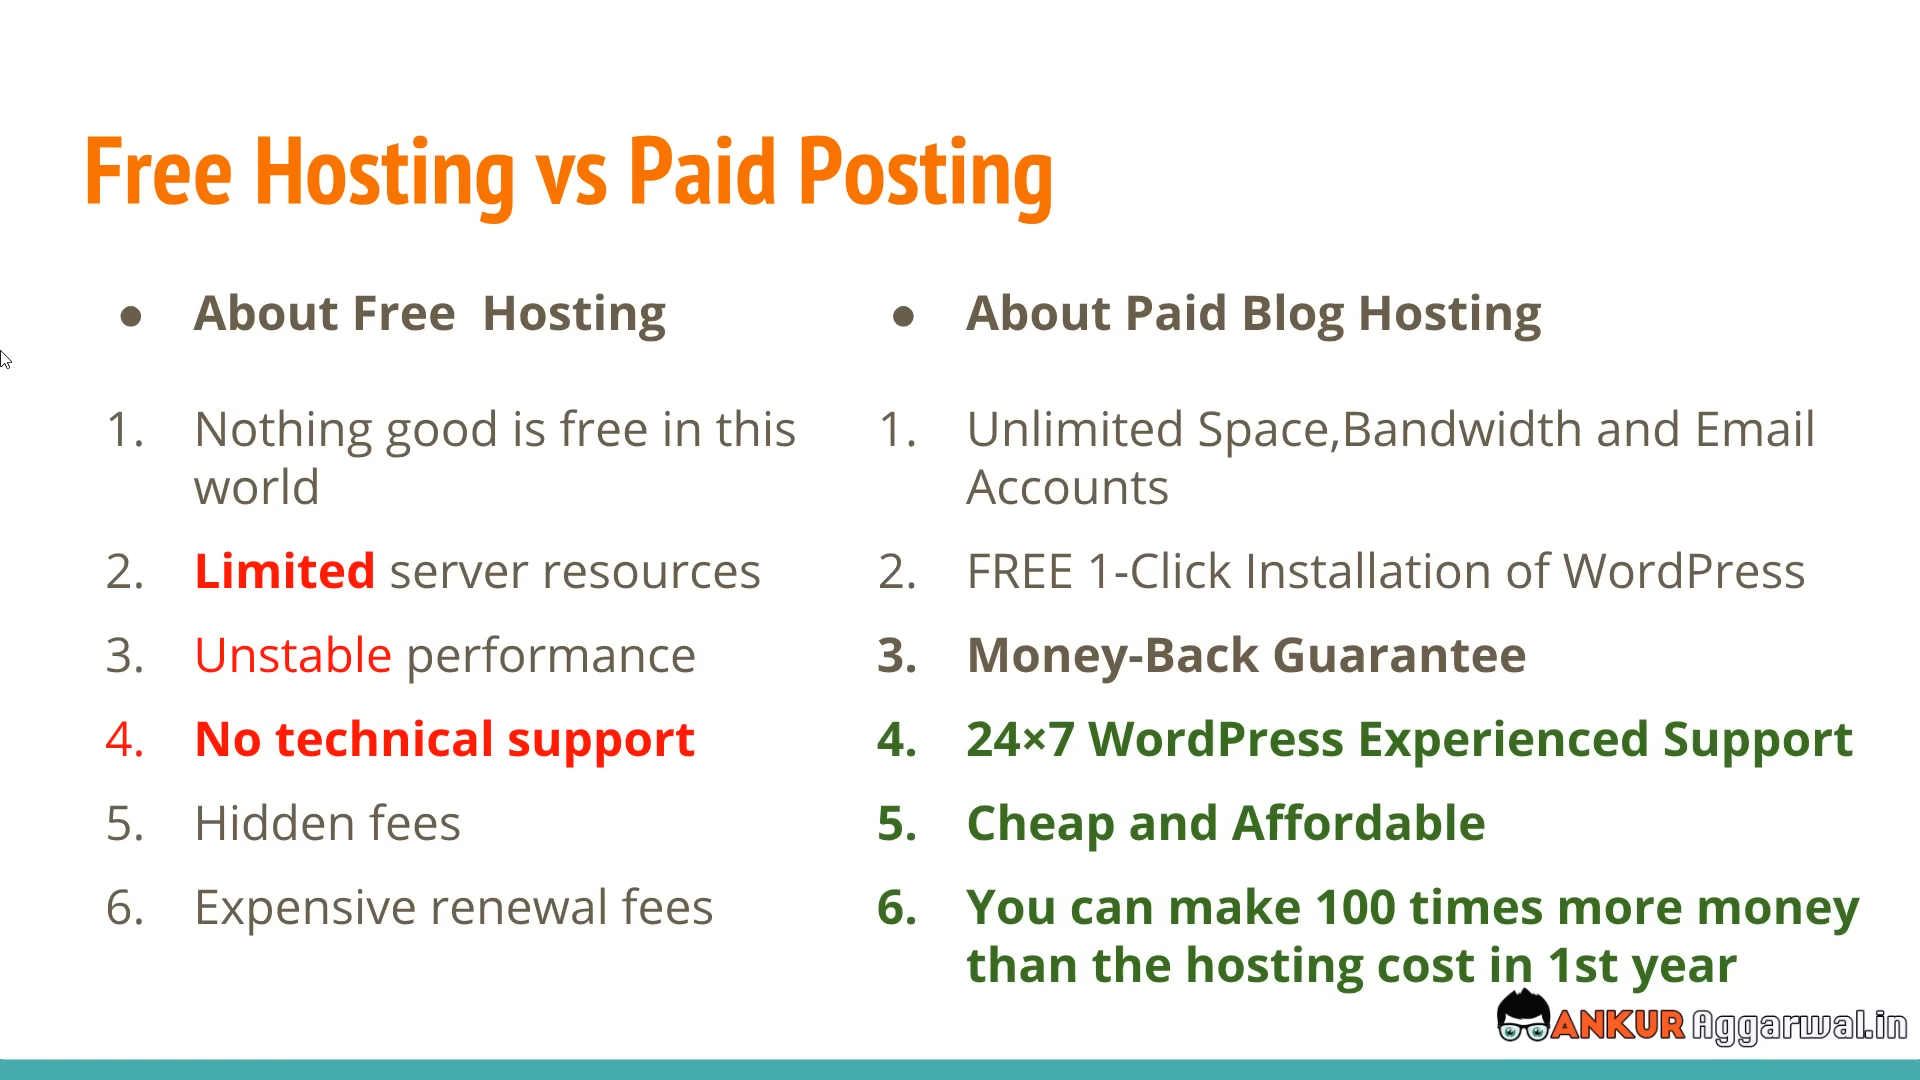 Free Hosting vs Paid Posting
● About Free  Hosting
1. Nothing good is free in this
world
2. Limited server resources
3. Unstable performance
4. No technical support
5. Hidden fees
6. Expensive renewal fees
● About Paid Blog Hosting
1. Unlimited Space,Bandwidth and Email
Accounts
2. FREE 1-Click Installation of WordPress
3. Money-Back Guarantee
4. 24×7 WordPress Experienced Support
5. Cheap and Affordable
6. You can make 100 times more money
than the hosting cost in 1st year
ANKUR Aggarwal.in